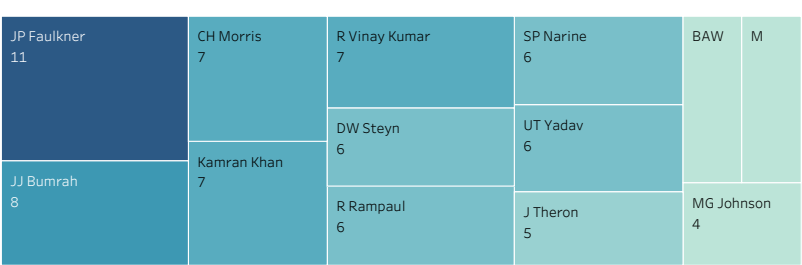 JP Faulkner
11
JJ Bumrah
8
CH Morris
7
Kamran Khan
7
R Vinay Kumar
7
DW Steyn
6
R Rampaul
6
SP Narine
6
UT Yadav
6
J Theron
5
BAW
M
MG Johnson
4